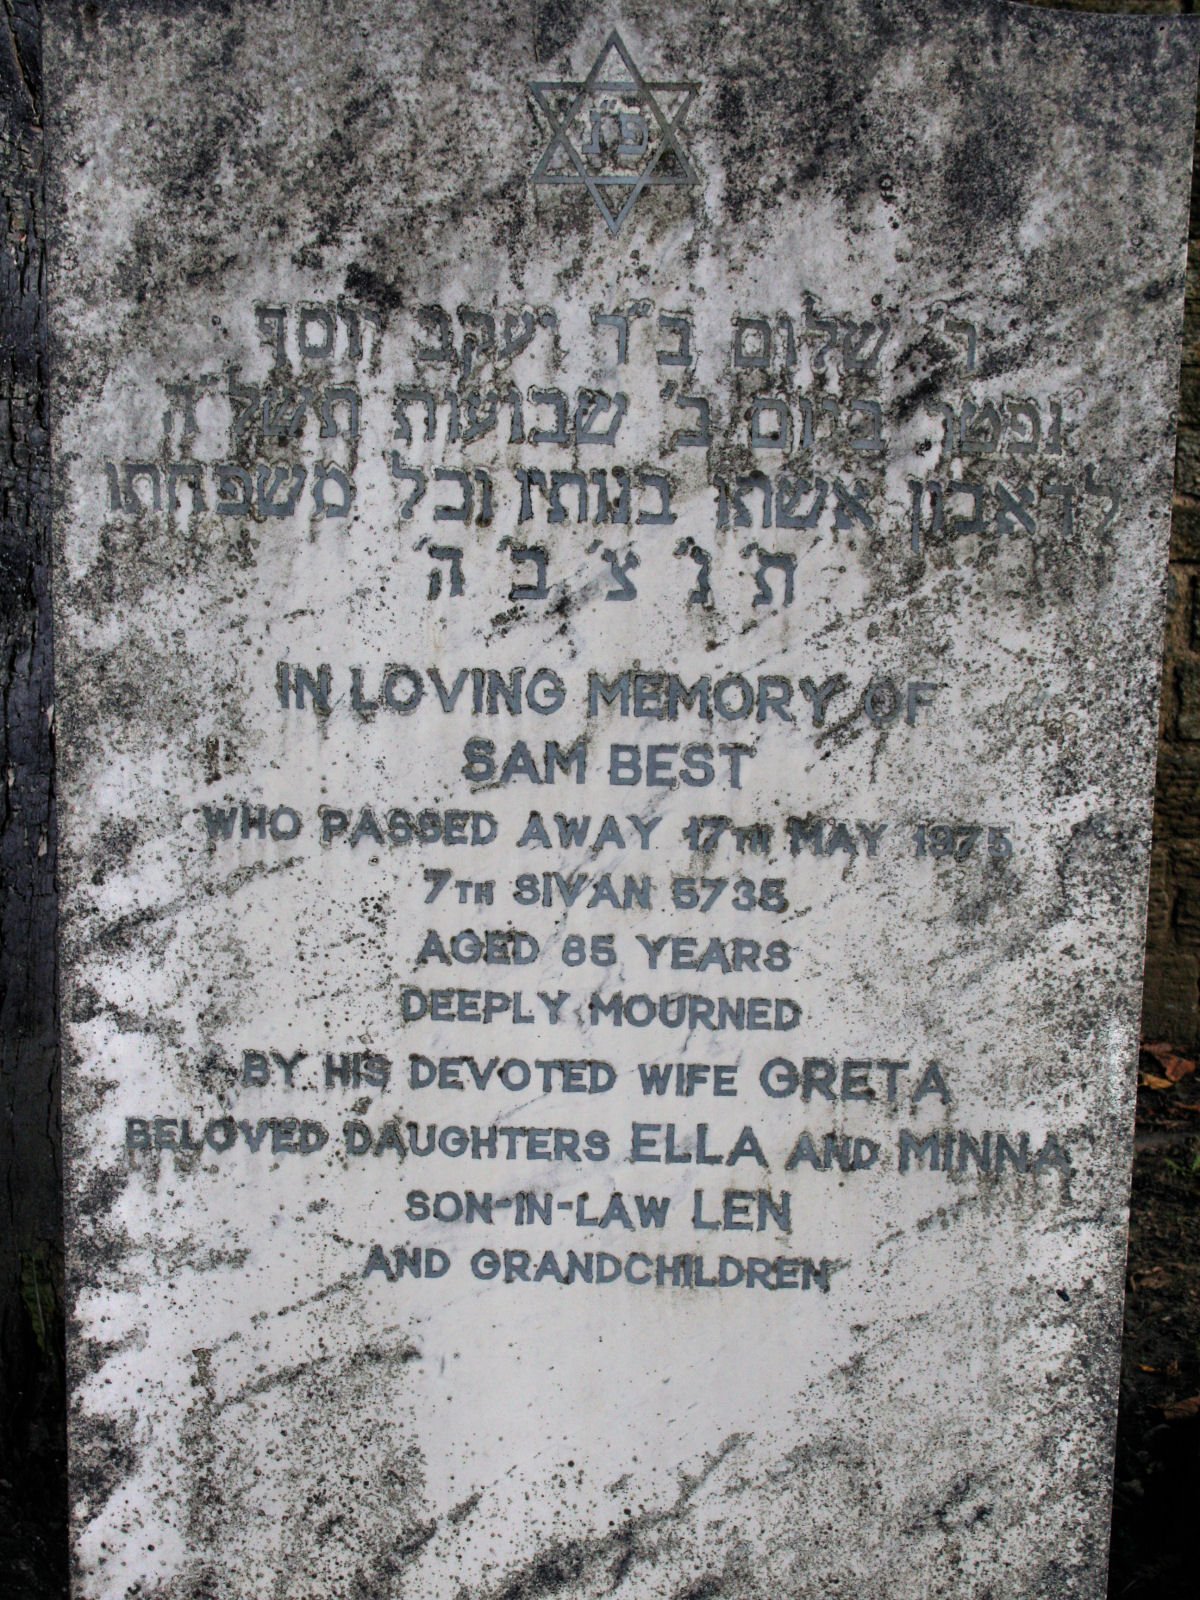 פ״ת
ר׳ שלום ב״ר יעקב יוסף
נפטר ביום ב׳ שבועות תשל״ה
לדאבון אשתו בנותיו וכל משפחתו
ת׳ נ׳ צ׳ ב׳ ה׳
IN LOVING MEMORY OF
SAM BEST
WHO PASSED AWAY 17TH MAY 1975
7TH SIVAN 5735
AGED 85 YEARS
DEEPLY MOURNED
BY HIS DEVOTED WIFE GRETA
BELOVED DAUGHTERS ELLA AND MINNA
SON-IN-LAW LEN
AND GRANDCHILDREN